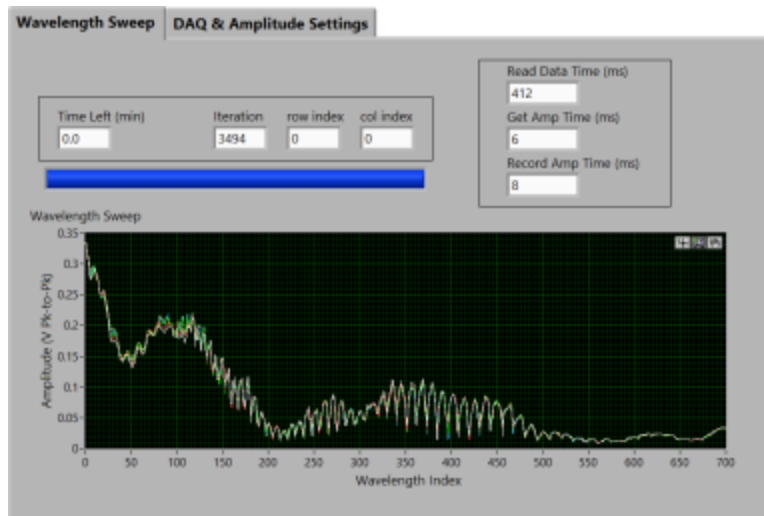 Wavelength Sweep DAQ & Amplitude Settings
Read Data Time (ms)
412
Time Left (min) Iteration row index col index
0.0 3494 0 0
Get Amp Time (ms)
6
Record Amp Time (ms)
8
Wavelength Sweep
Amplitude (V Pk-to-Pk)
0.35
0.3
0.25
0.2
0.15
0.1
0.05
0
0 50 100 150 200 250 300 350 400 450 500 550 600 650 700
Wavelength Index